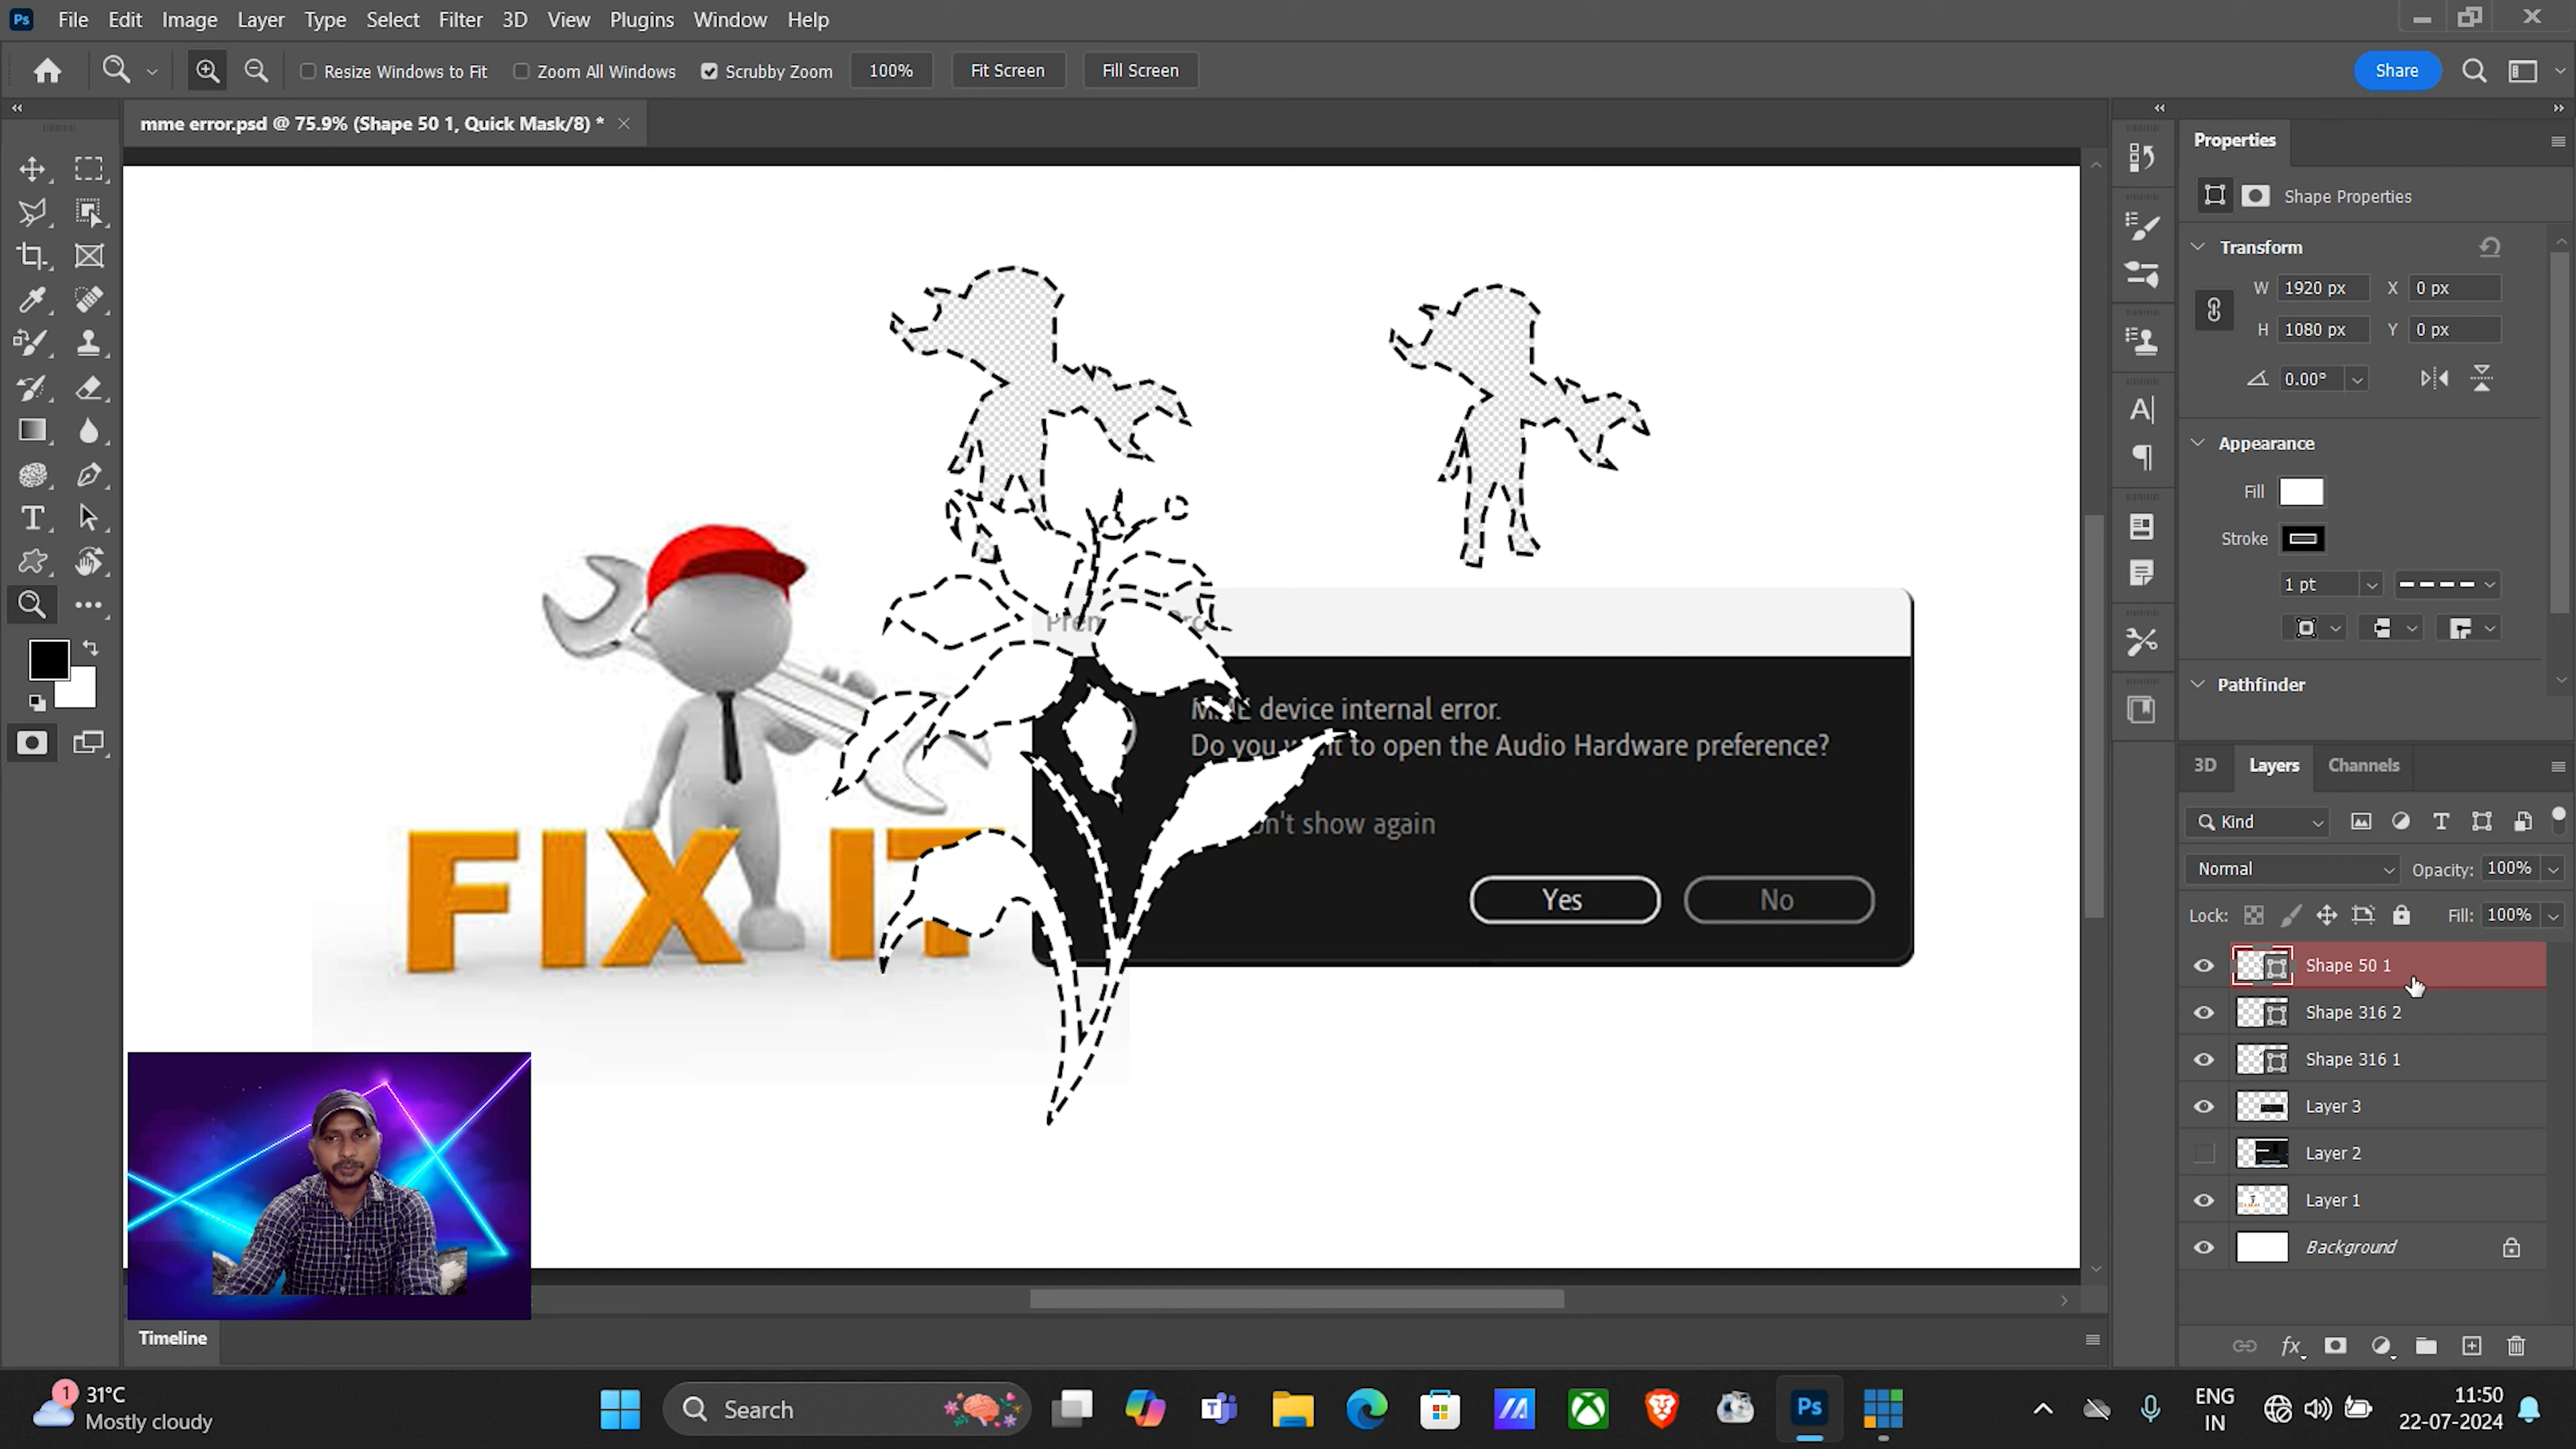 Ps File Edit Image Layer Type Select Filter 3D View Plugins Window Help
Resize Windows to Fit Zoom All Windows Scrubby Zoom 100% Fit Screen Fill Screen Share
mme error.psd @ 75.9% (Shape 50 1, Quick Mask/8) *
Properties
Shape Properties
Transform
W 1920 px X 0 px
H 1080 px Y 0 px
0.00°
Appearance
Fill
Stroke
1 pt
Pathfinder
device internal error.
Do you to open the Audio Hardware preference?
show again
Yes No
FIX IT
3D Layers Channels
Kind
Normal Opacity: 100%
Lock: Fill: 100%
Shape 50 1
Shape 316 2
Shape 316 1
Layer 3
Layer 2
Layer 1
Background
Timeline
1 31°C
Mostly cloudy
Search
Ps
ENG
IN
11:50
22-07-2024